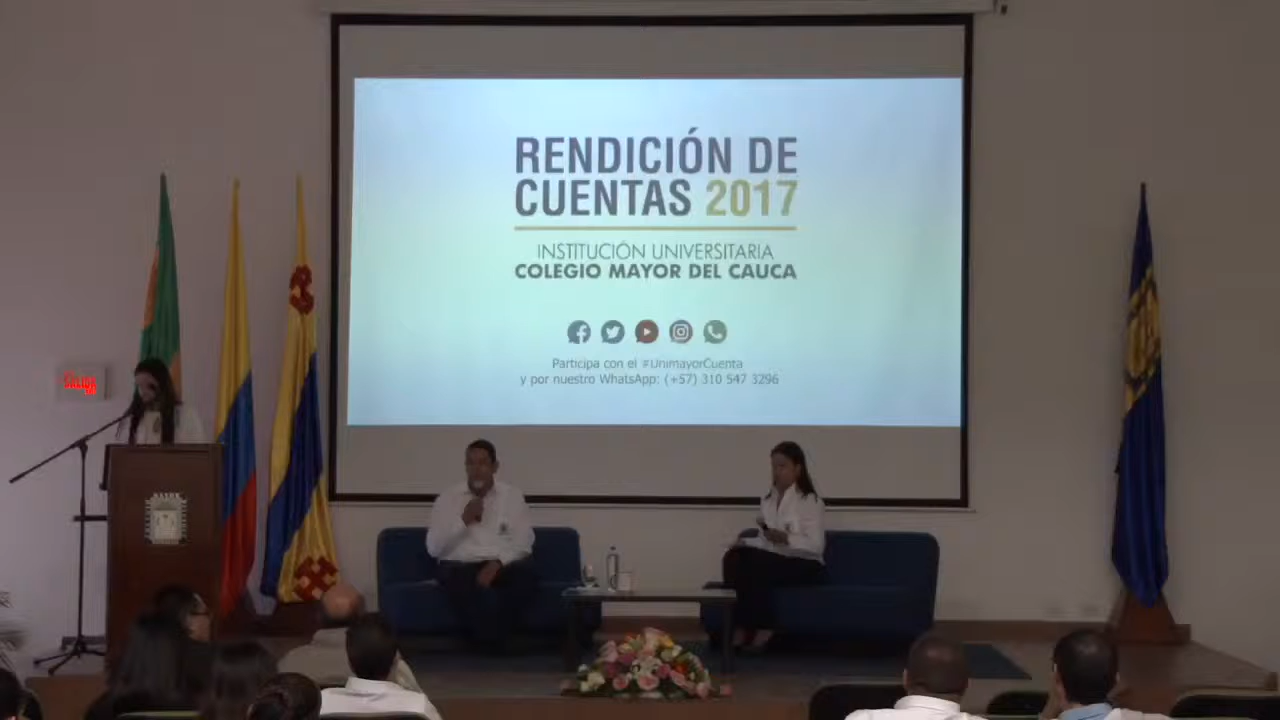 RENDICIÓN DE
CUENTAS 2017
INSTITUCIÓN UNIVERSITARIA
COLEGIO MAYOR DEL CAUCA
Participa con el #UnimayorCuenta
y por nuestro WhatsApp: (+57) 310 547 3296
SALIDA